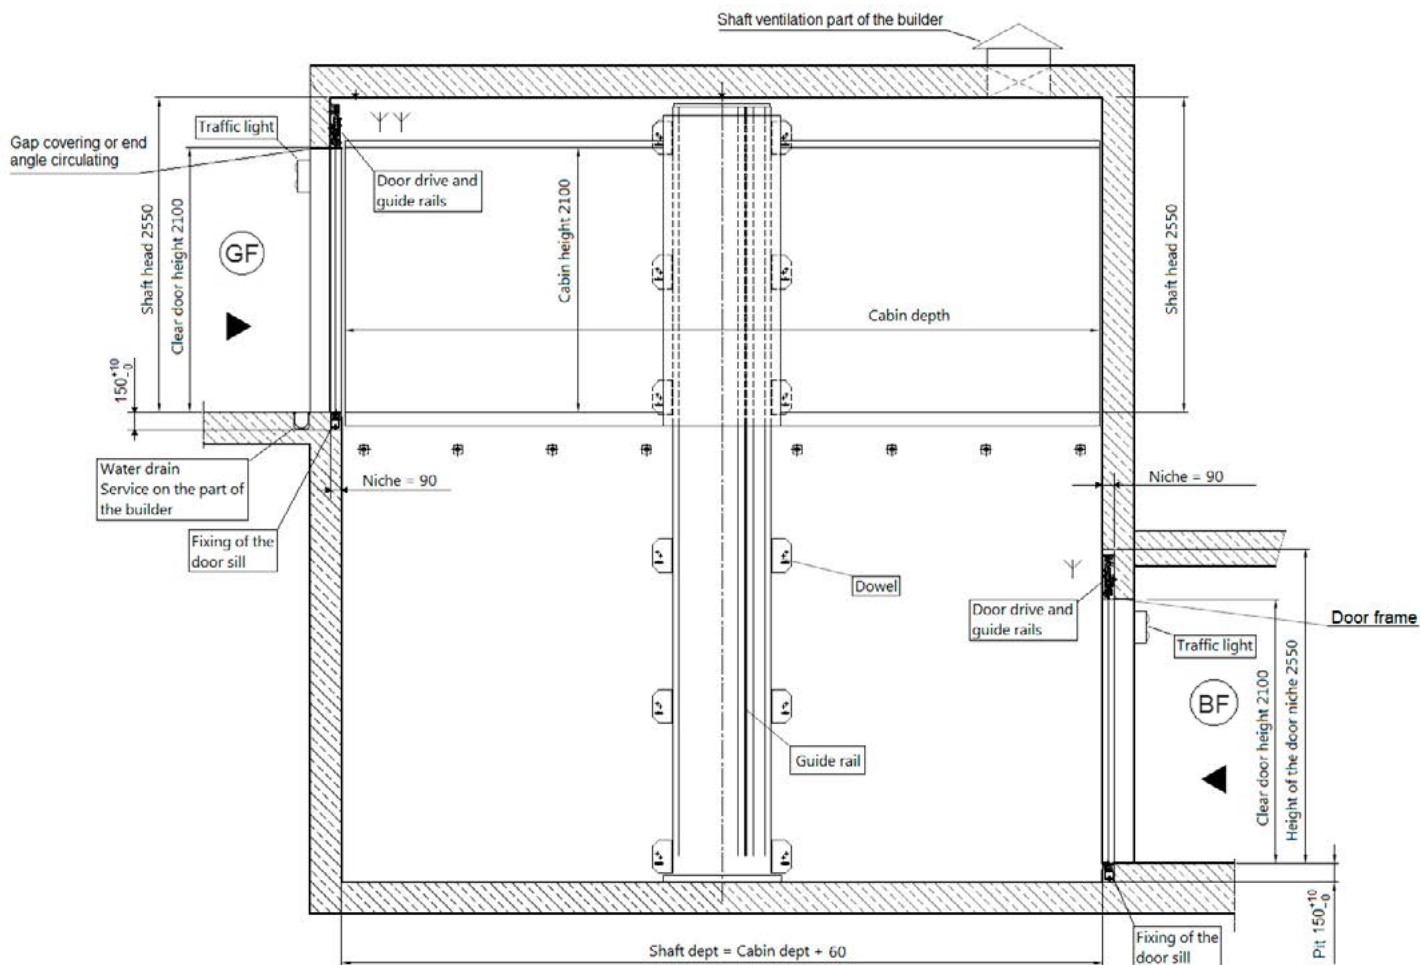 Shaft ventilation part of the builder
Traffic light
Gap covering or end
angle circulating
Door drive and
guide rails
Shaft head 2550
Clear door height 2100
GF
Cabin height 2100
Shaft head 2550
Cabin depth
150 +10 -0
Water drain
Service on the part of
the builder
Niche = 90
Niche = 90
Fixing of the
door sill
Dowel
Door drive and
guide rails
Door frame
Traffic light
BF
Clear door height 2100
Height of the door niche 2550
Guide rail
Pit 150 +10 -0
Shaft dept = Cabin dept + 60
Fixing of the
door sill